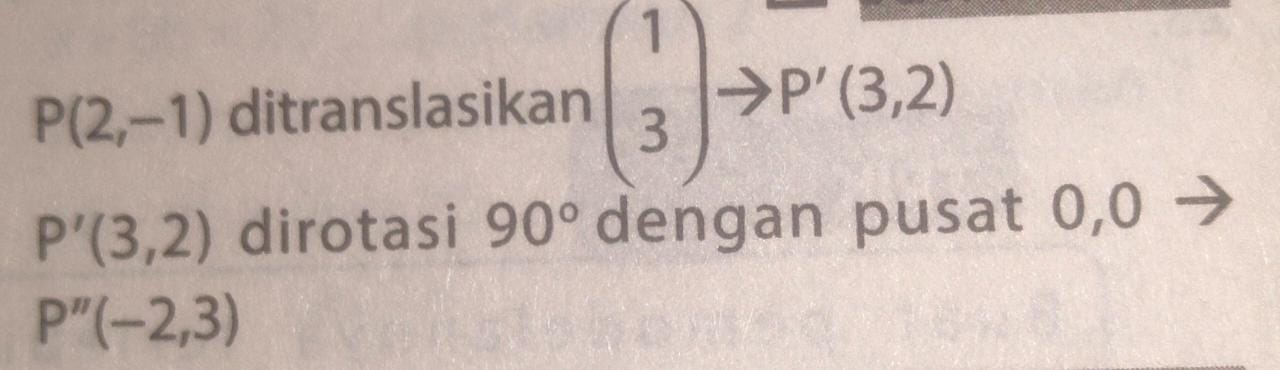 P(2,−1) ditranslasikan (1 3) → P′ (3,2)
P′(3,2) dirotasi 90° dengan pusat 0,0 →
P″(−2,3)